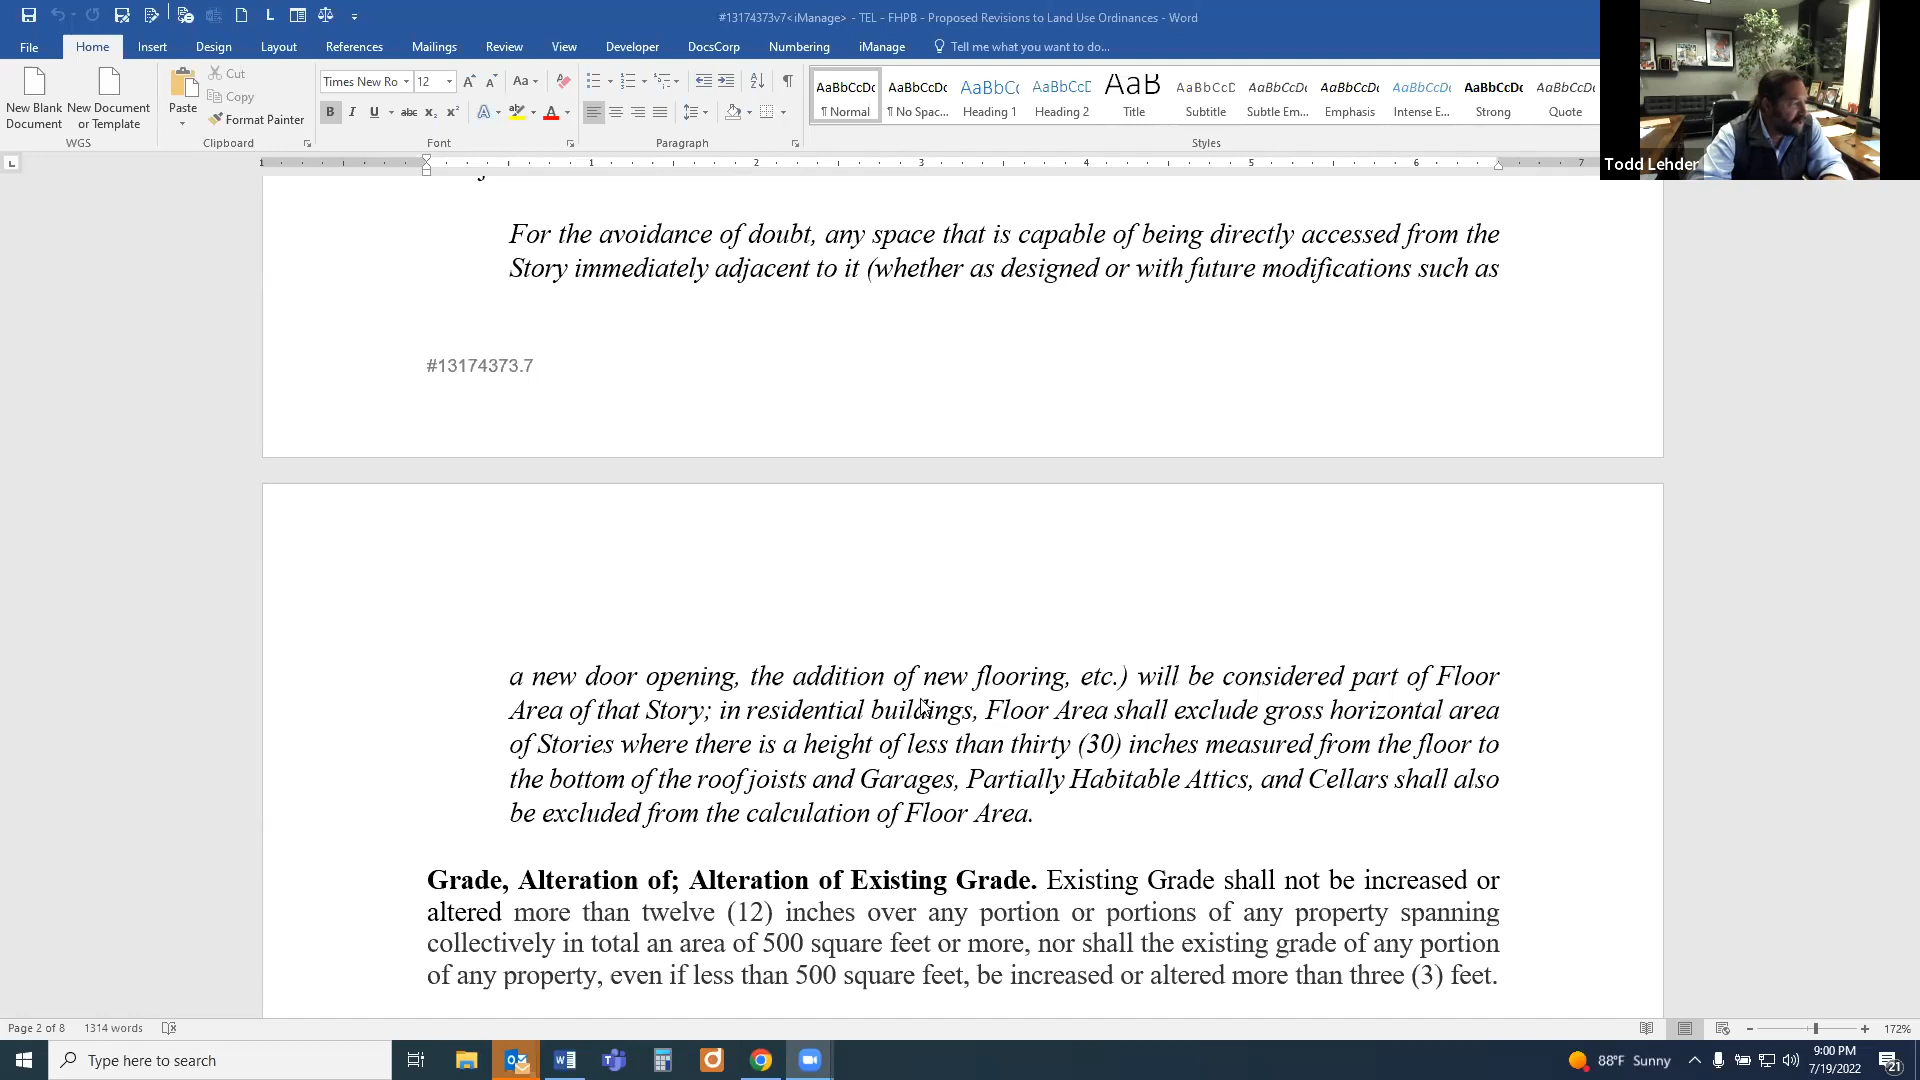 #13174373v7<iManage> - TEL - FHPB - Proposed Revisions to Land Use Ordinances - Word
File Home Insert Design Layout References Mailings Review View Developer DocsCorp Numbering iManage Tell me what you want to do...
New Blank Document
New Document or Template
WGS
Paste
Cut
Copy
Format Painter
Clipboard
Times New Ro 12
Font
Paragraph
AaBbCcDc AaBbCcDc AaBbC( AaBbCcD AaB AaBbCcD AaBbCcDc AaBbCcDc AaBbCcDc AaBbCcDc AaBbCcDc
¶ Normal ¶ No Spac... Heading 1 Heading 2 Title Subtitle Subtle Em... Emphasis Intense E... Strong Quote
Styles
Todd Lehder
1 1 2 3 4 5 6 7
For the avoidance of doubt, any space that is capable of being directly accessed from the
Story immediately adjacent to it (whether as designed or with future modifications such as
#13174373.7
a new door opening, the addition of new flooring, etc.) will be considered part of Floor
Area of that Story; in residential buildings, Floor Area shall exclude gross horizontal area
of Stories where there is a height of less than thirty (30) inches measured from the floor to
the bottom of the roof joists and Garages, Partially Habitable Attics, and Cellars shall also
be excluded from the calculation of Floor Area.
Grade, Alteration of; Alteration of Existing Grade. Existing Grade shall not be increased or
altered more than twelve (12) inches over any portion or portions of any property spanning
collectively in total an area of 500 square feet or more, nor shall the existing grade of any portion
of any property, even if less than 500 square feet, be increased or altered more than three (3) feet.
Page 2 of 8 1314 words 172%
Type here to search
88°F Sunny
9:00 PM
7/19/2022
21